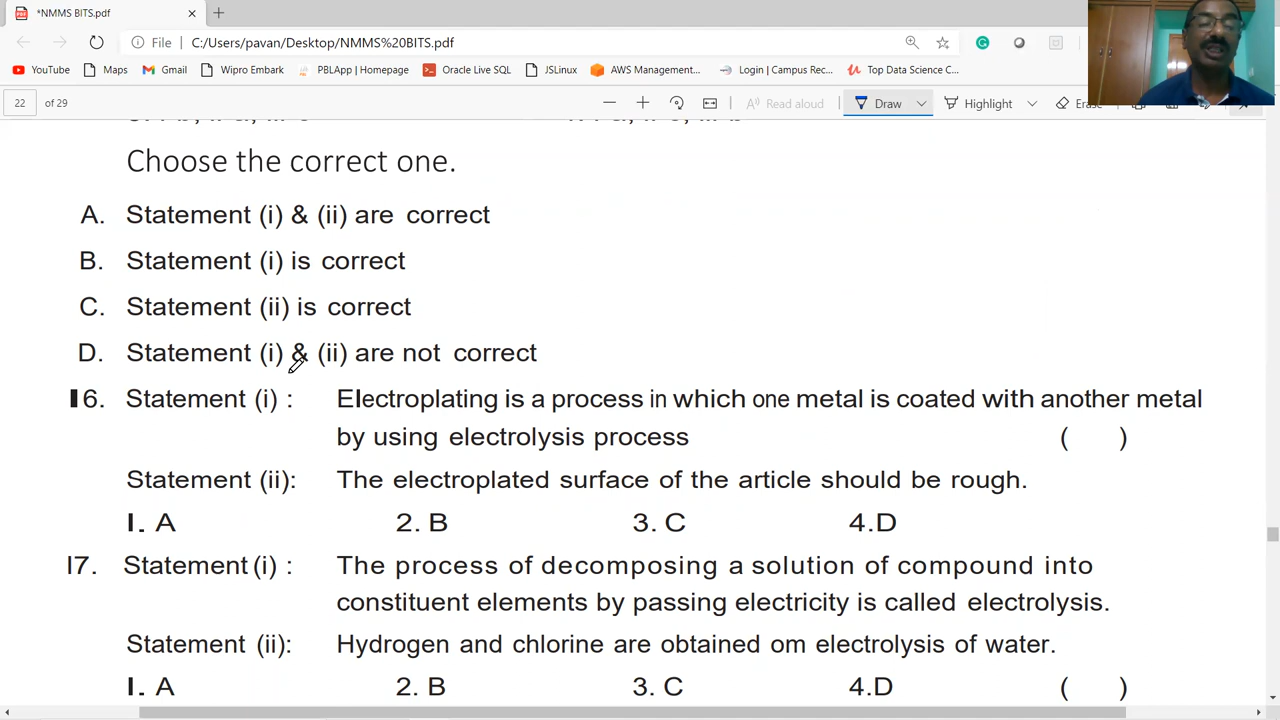 *NMMS BITS.pdf
File C:/Users/pavan/Desktop/NMMS%20BITS.pdf
YouTube Maps Gmail Wipro Embark PBLApp | Homepage Oracle Live SQL JSLinux AWS Management... Login | Campus Rec... Top Data Science C...
22 of 29 Read aloud Draw Highlight Erase
Choose the correct one.
A. Statement (i) & (ii) are correct
B. Statement (i) is correct
C. Statement (ii) is correct
D. Statement (i) & (ii) are not correct
I6. Statement (i) : Electroplating is a process in which one metal is coated with another metal
by using electrolysis process ( )
Statement (ii): The electroplated surface of the article should be rough.
I. A 2. B 3. C 4.D
I7. Statement (i) : The process of decomposing a solution of compound into
constituent elements by passing electricity is called electrolysis.
Statement (ii): Hydrogen and chlorine are obtained om electrolysis of water.
I. A 2. B 3. C 4.D ( )